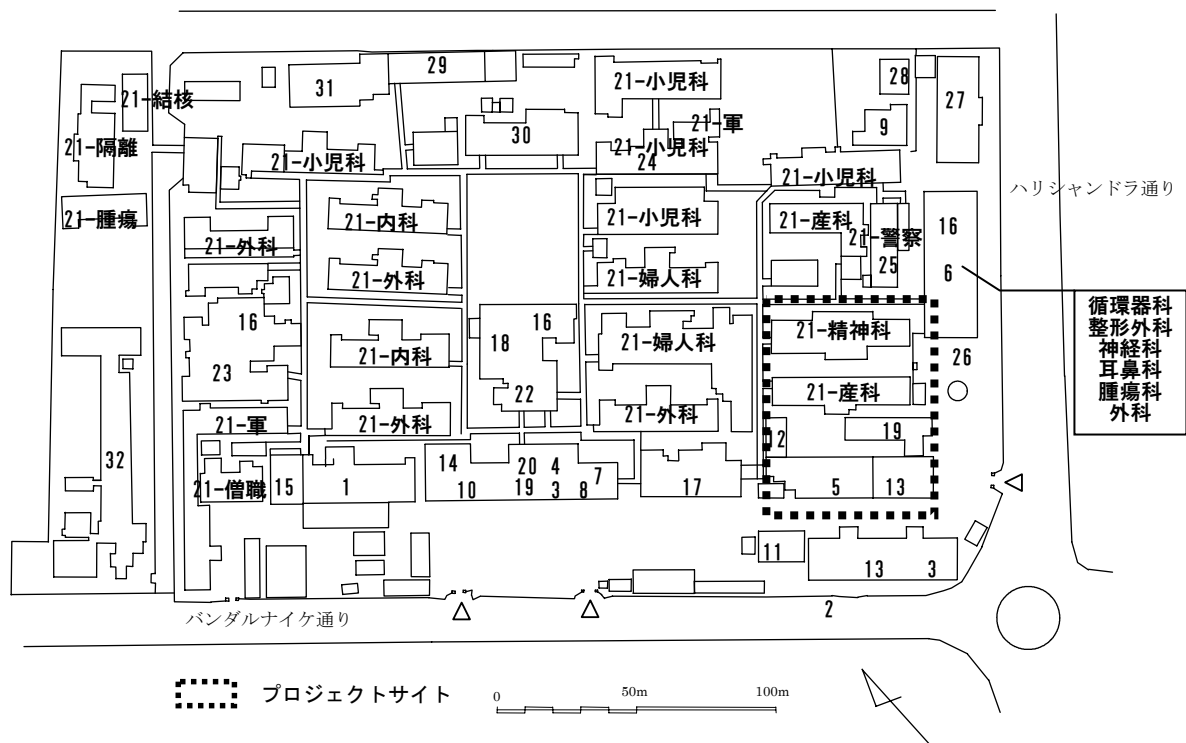 29
31
21-小児科
28
27
21-結核
21-軍
9
30
21-隔離
21-小児科
24
21-小児科
21-小児科
ハリシャンドラ通り
21-腫瘍
21-内科
21-小児科
21-産科
16
21-外科
21-警察
25
6
21-外科
21-婦人科
循環器科
整形外科
神経科
耳鼻科
腫瘍科
外科
16
18
16
21-精神科
21-内科
21-婦人科
26
23
22
21-産科
21-軍
21-外科
21-外科
19
12
32
14
20
4
7
21-僧職
15
1
10
19
3
8
17
5
13
11
13
3
2
バンダルナイケ通り
プロジェクトサイト
0
50m
100m